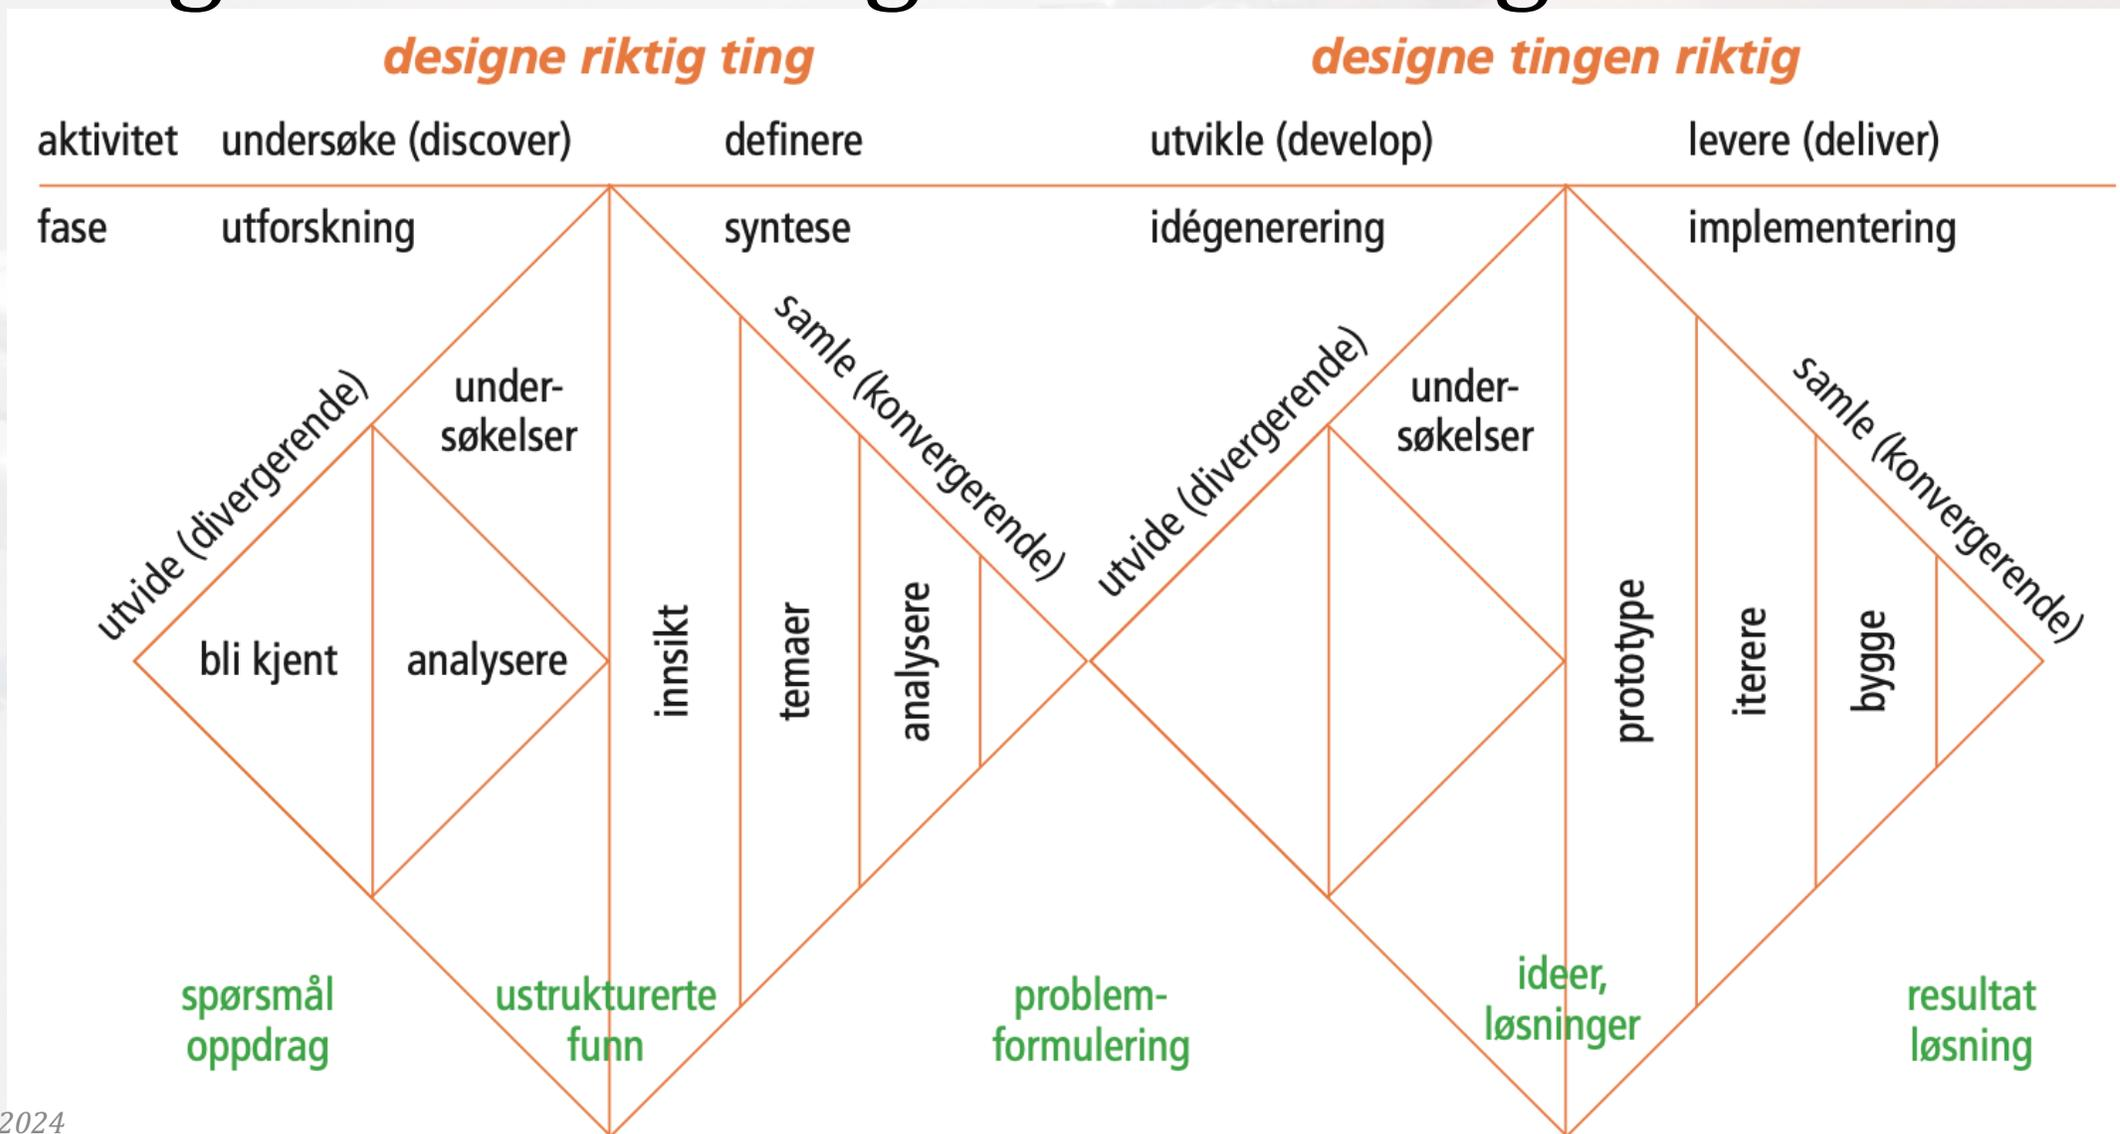 designe riktig ting
designe tingen riktig
aktivitet
undersøke (discover)
definere
utvikle (develop)
levere (deliver)
fase
utforskning
syntese
idégenerering
implementering
utvide (divergerende)
under-
søkelser
samle (konvergerende)
bli kjent
analysere
innsikt
temaer
analysere
utvide (divergerende)
under-
søkelser
samle (konvergerende)
prototype
iterere
bygge
spørsmål
oppdrag
ustrukturerte
funn
problem-
formulering
ideer,
løsninger
resultat
løsning
2024